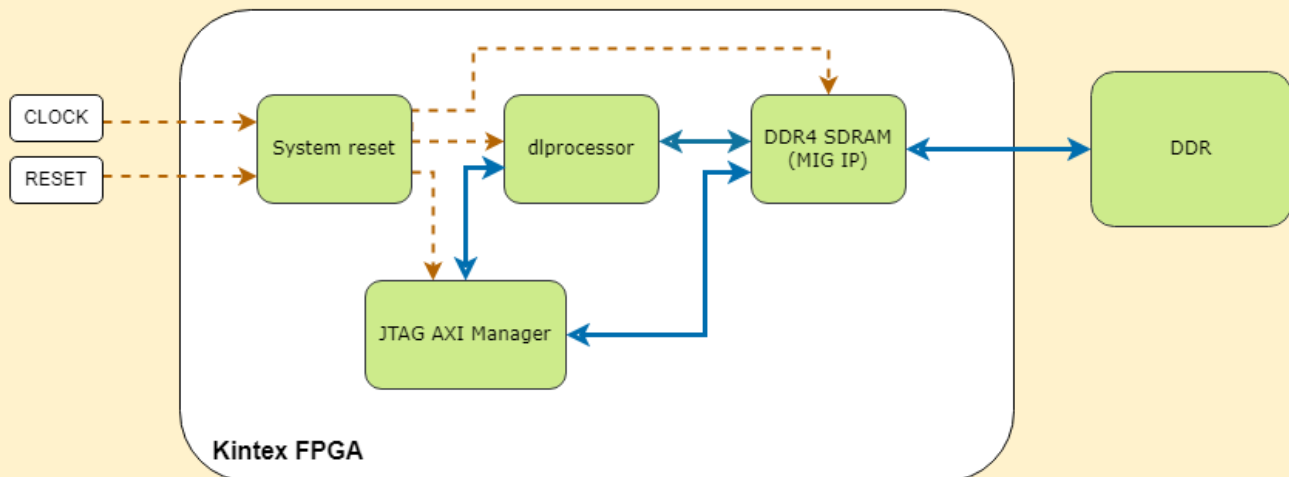 CLOCK
RESET
System reset
dlprocessor
DDR4 SDRAM
(MIG IP)
DDR
JTAG AXI Manager
Kintex FPGA